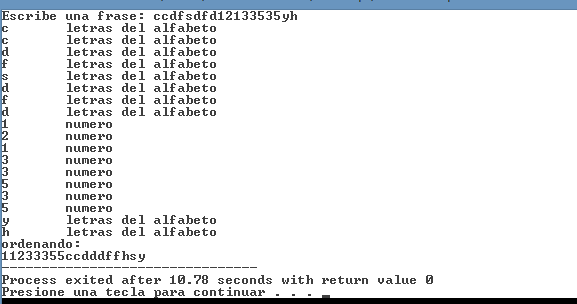 Escribe una frase: ccdfsdfd12133535yh
c letras del alfabeto
c letras del alfabeto
d letras del alfabeto
f letras del alfabeto
s letras del alfabeto
d letras del alfabeto
f letras del alfabeto
d letras del alfabeto
1 numero
2 numero
1 numero
3 numero
3 numero
5 numero
3 numero
5 numero
y letras del alfabeto
h letras del alfabeto
ordenando:
11233355ccdddffhsy
--------------------------------
Process exited after 10.78 seconds with return value 0
Presione una tecla para continuar . . .